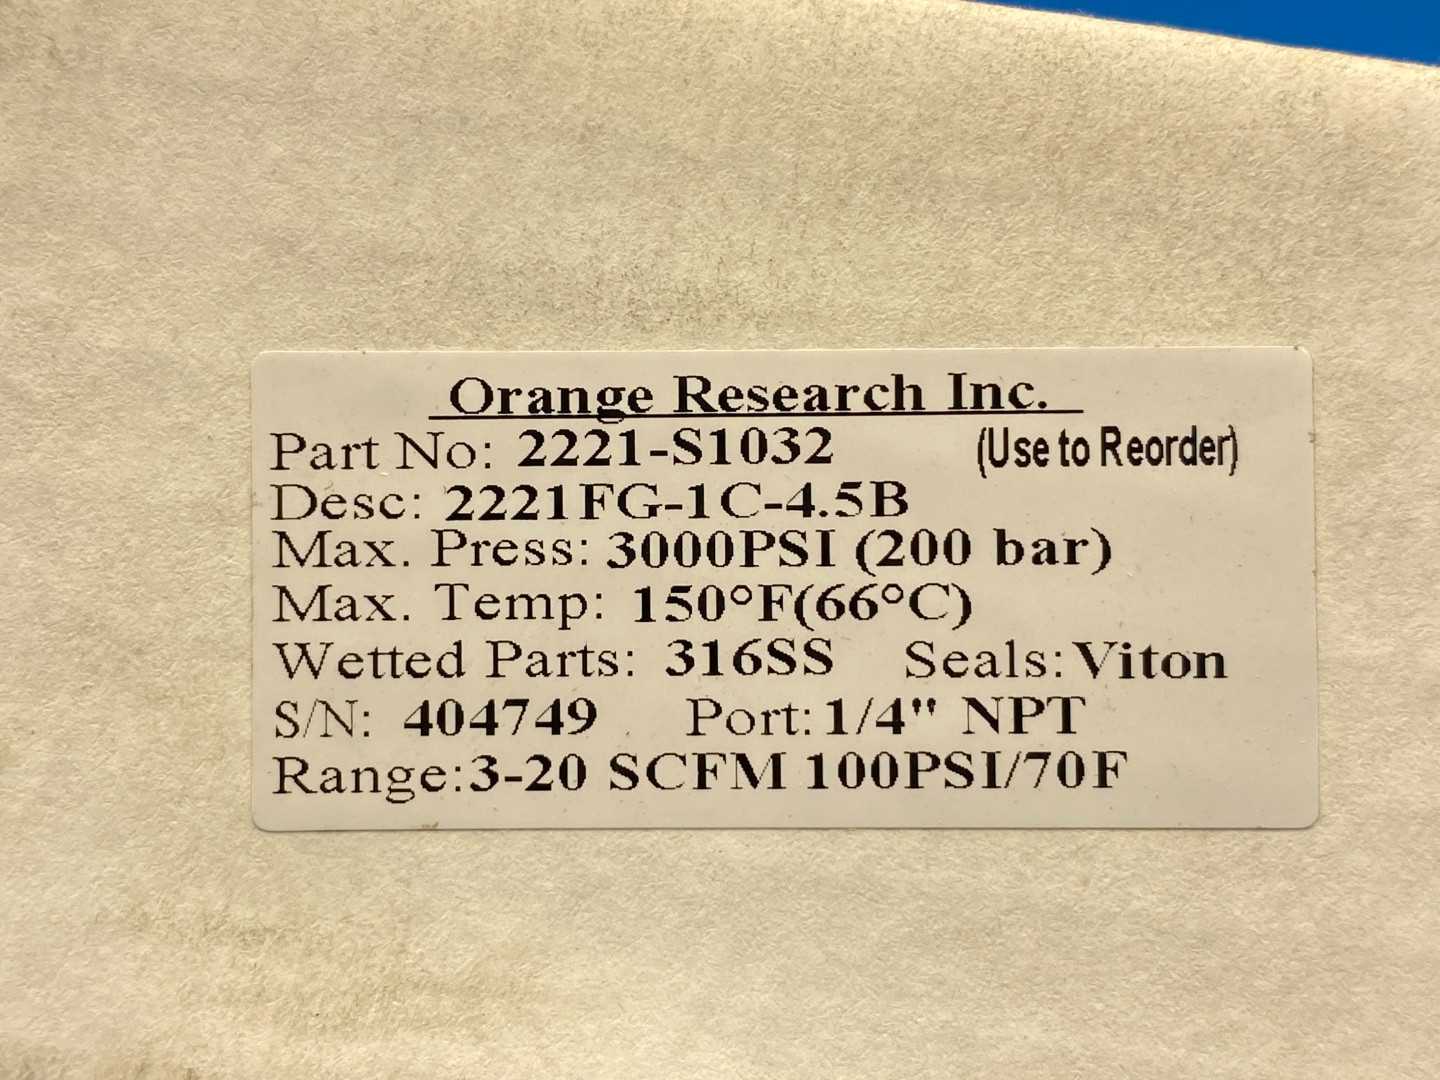 Orange Research Inc.
Part No: 2221-S1032 (Use to Reorder)
Desc: 2221FG-1C-4.5B
Max. Press: 3000PSI (200 bar)
Max. Temp: 150°F(66°C)
Wetted Parts: 316SS Seals: Viton
S/N: 404749 Port: 1/4" NPT
Range: 3-20 SCFM 100PSI/70F